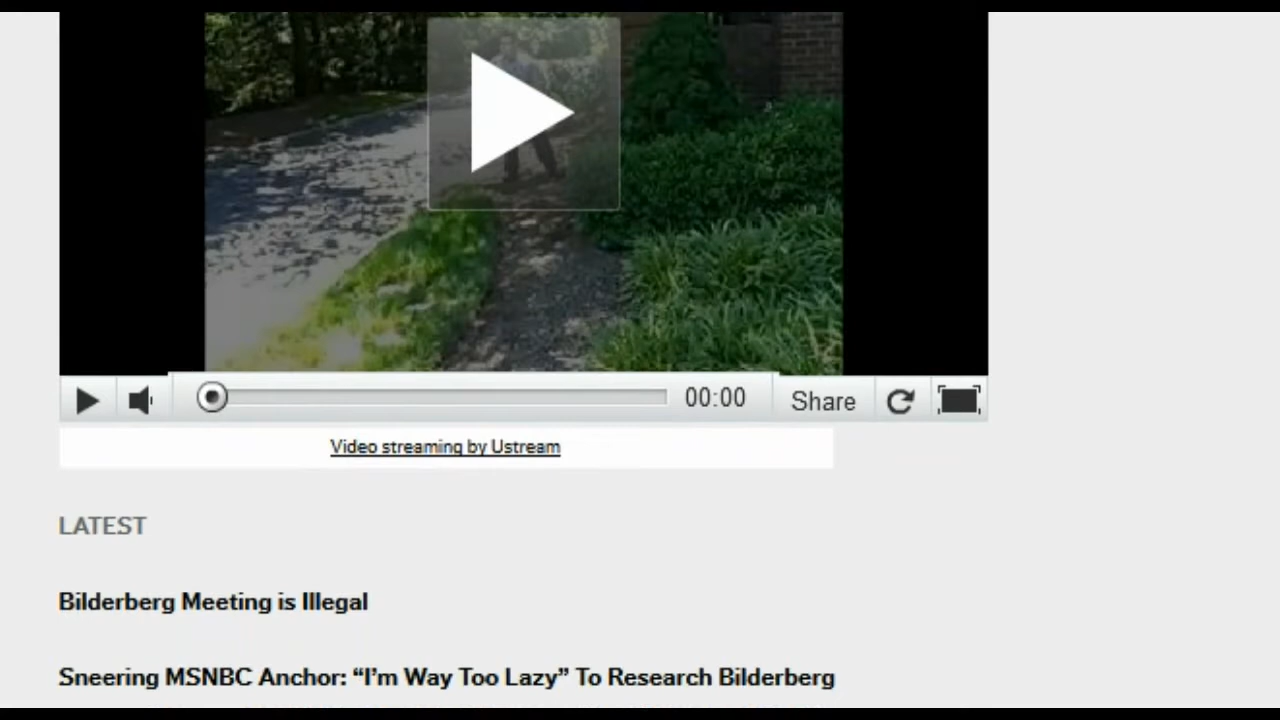 00:00
Share
Video streaming by Ustream
LATEST
Bilderberg Meeting is Illegal
Sneering MSNBC Anchor: “I’m Way Too Lazy” To Research Bilderberg